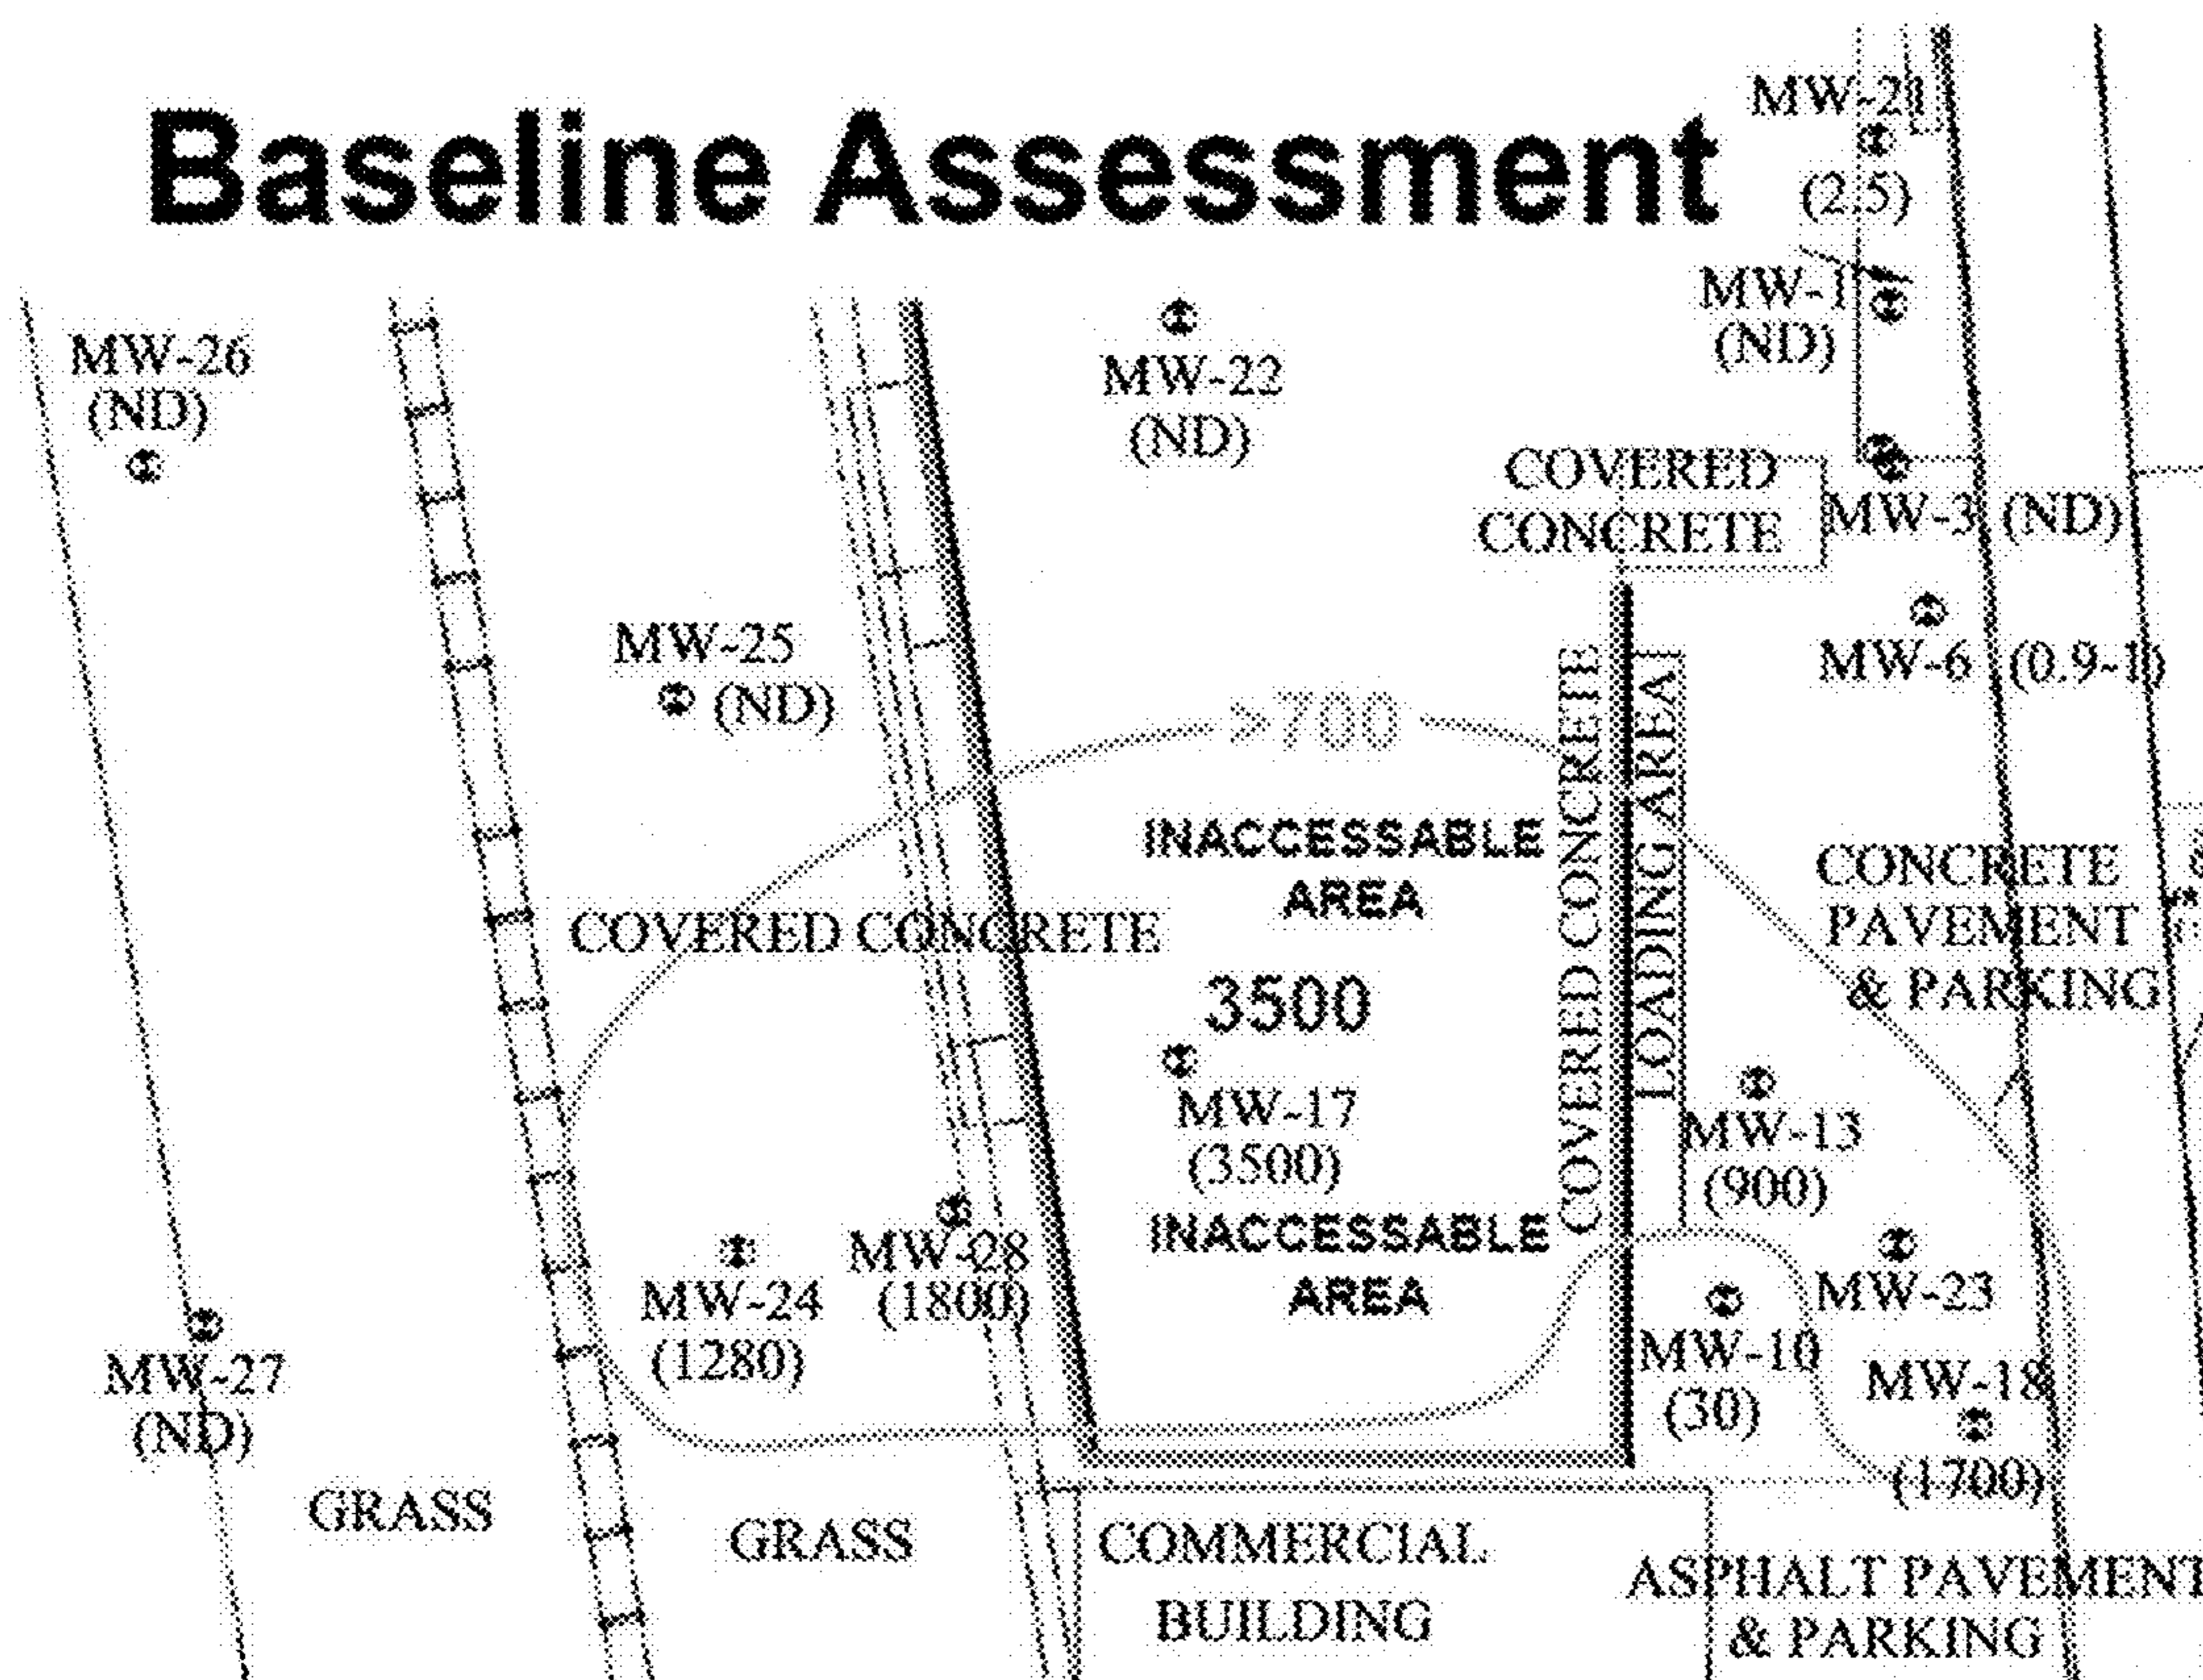 Baseline Assessment
MW-21
(2.5)
MW-1
(ND)
MW-26
(ND)
MW-22
(ND)
COVERED
CONCRETE
MW-3 (ND)
MW-6 (0.9-1)
MW-25
(ND)
>700
COVERED CONCRETE
LOADING AREA
INACCESSABLE
AREA
CONCRETE
PAVEMENT
& PARKING
COVERED CONCRETE
3500
MW-17
(3500)
MW-13
(900)
INACCESSABLE
AREA
MW-28
(1800)
MW-24
(1280)
MW-23
MW-10
(30)
MW-18
(1700)
MW-27
(ND)
GRASS
GRASS
COMMERCIAL
BUILDING
ASPHALT PAVEMENT
& PARKING